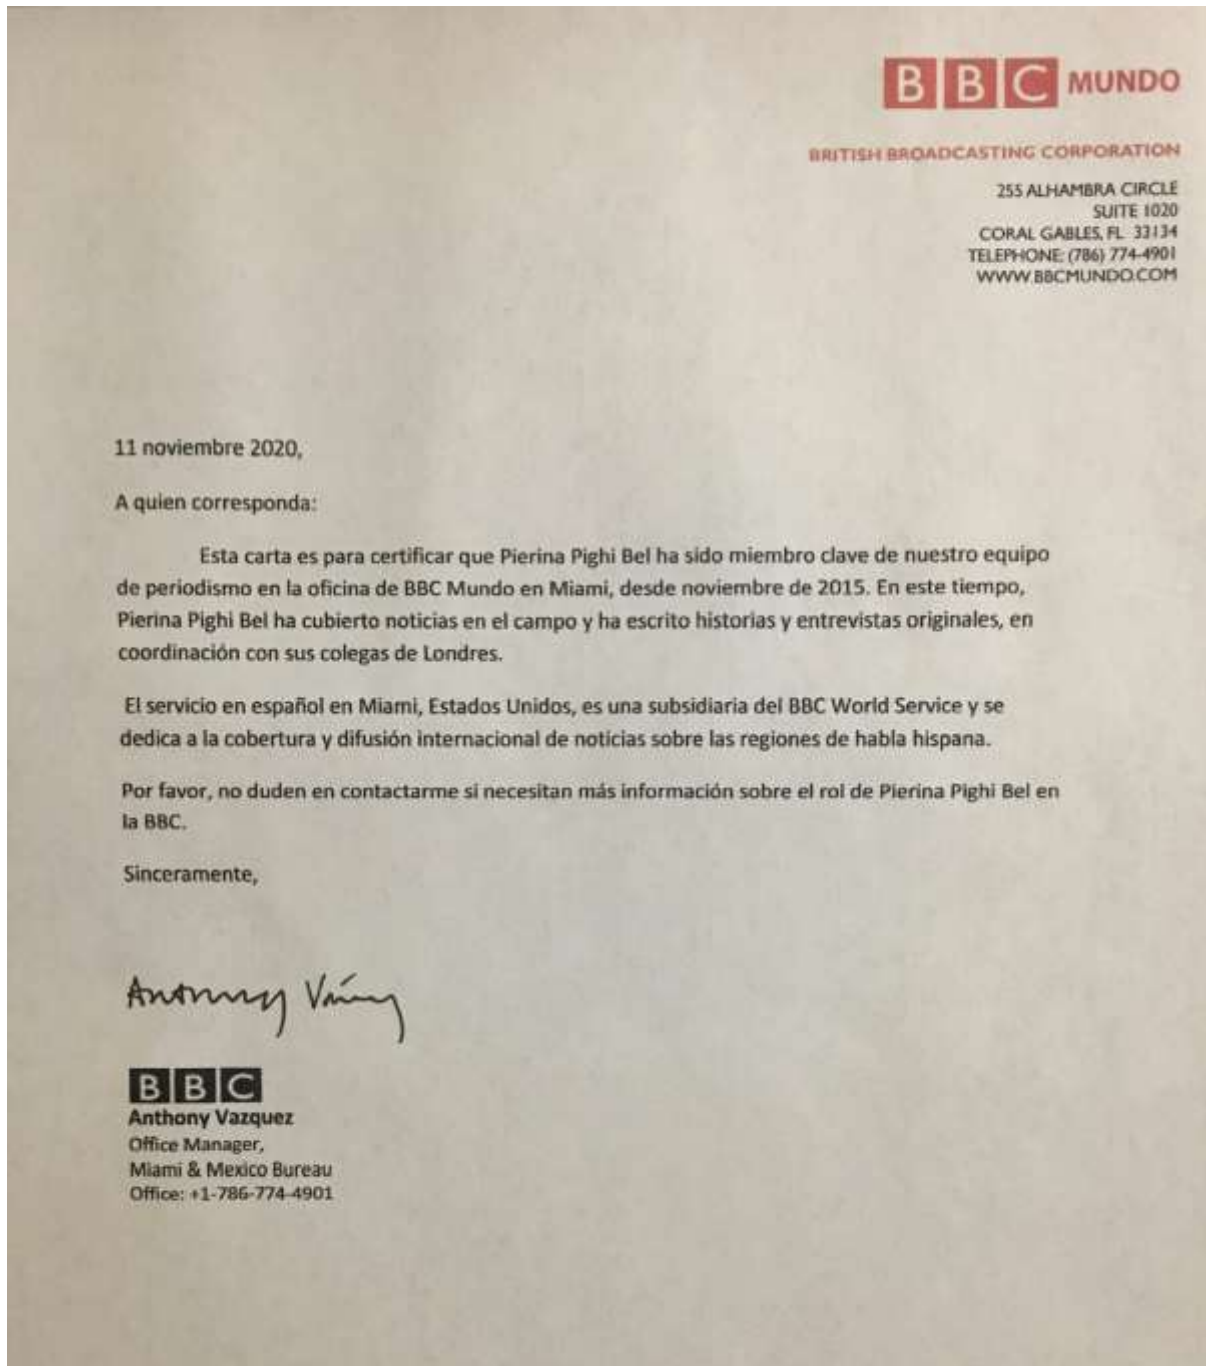 BBC MUNDO
BRITISH BROADCASTING CORPORATION
255 ALHAMBRA CIRCLE
SUITE 1020
CORAL GABLES, FL 33134
TELEPHONE: (786) 774-4901
WWW.BBCMUNDO.COM
11 noviembre 2020,
A quien corresponda:
Esta carta es para certificar que Pierina Pighi Bel ha sido miembro clave de nuestro equipo
de periodismo en la oficina de BBC Mundo en Miami, desde noviembre de 2015. En este tiempo,
Pierina Pighi Bel ha cubierto noticias en el campo y ha escrito historias y entrevistas originales, en
coordinación con sus colegas de Londres.
El servicio en español en Miami, Estados Unidos, es una subsidiaria del BBC World Service y se
dedica a la cobertura y difusión internacional de noticias sobre las regiones de habla hispana.
Por favor, no duden en contactarme si necesitan más información sobre el rol de Pierina Pighi Bel en
la BBC.
Sinceramente,
BBC
Anthony Vazquez
Office Manager,
Miami & Mexico Bureau
Office: +1-786-774-4901